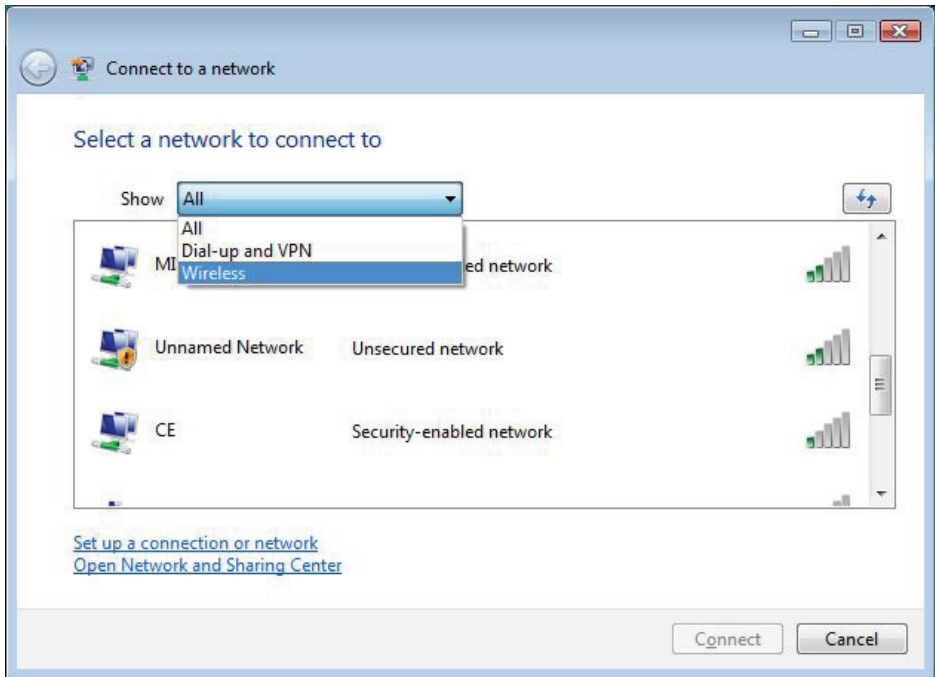 Connect to a network
Select a network to connect to
Show All
All
Dial-up and VPN
Wireless
MI ed network
Unnamed Network Unsecured network
CE Security-enabled network
Set up a connection or network
Open Network and Sharing Center
Connect Cancel